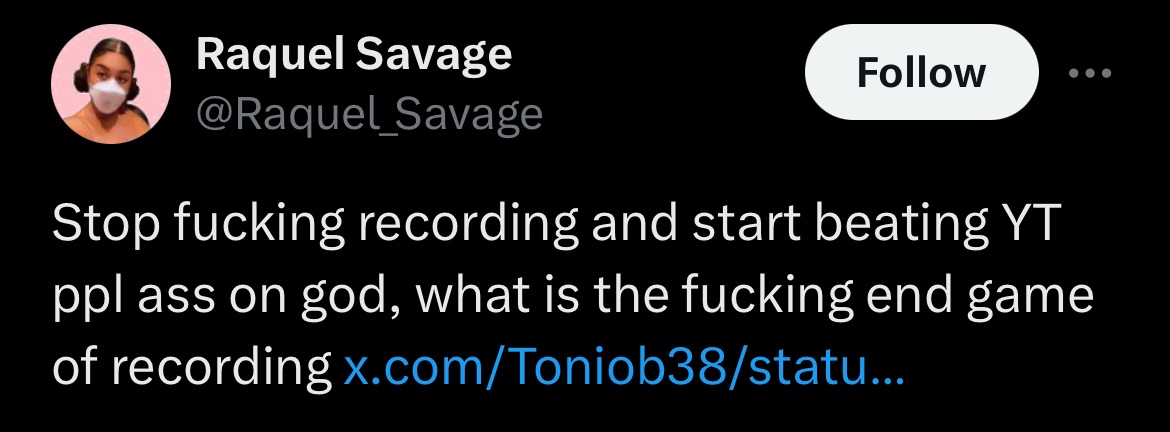 Raquel Savage
@Raquel_Savage
Follow
Stop fucking recording and start beating YT
ppl ass on god, what is the fucking end game
of recording x.com/Toniob38/statu...